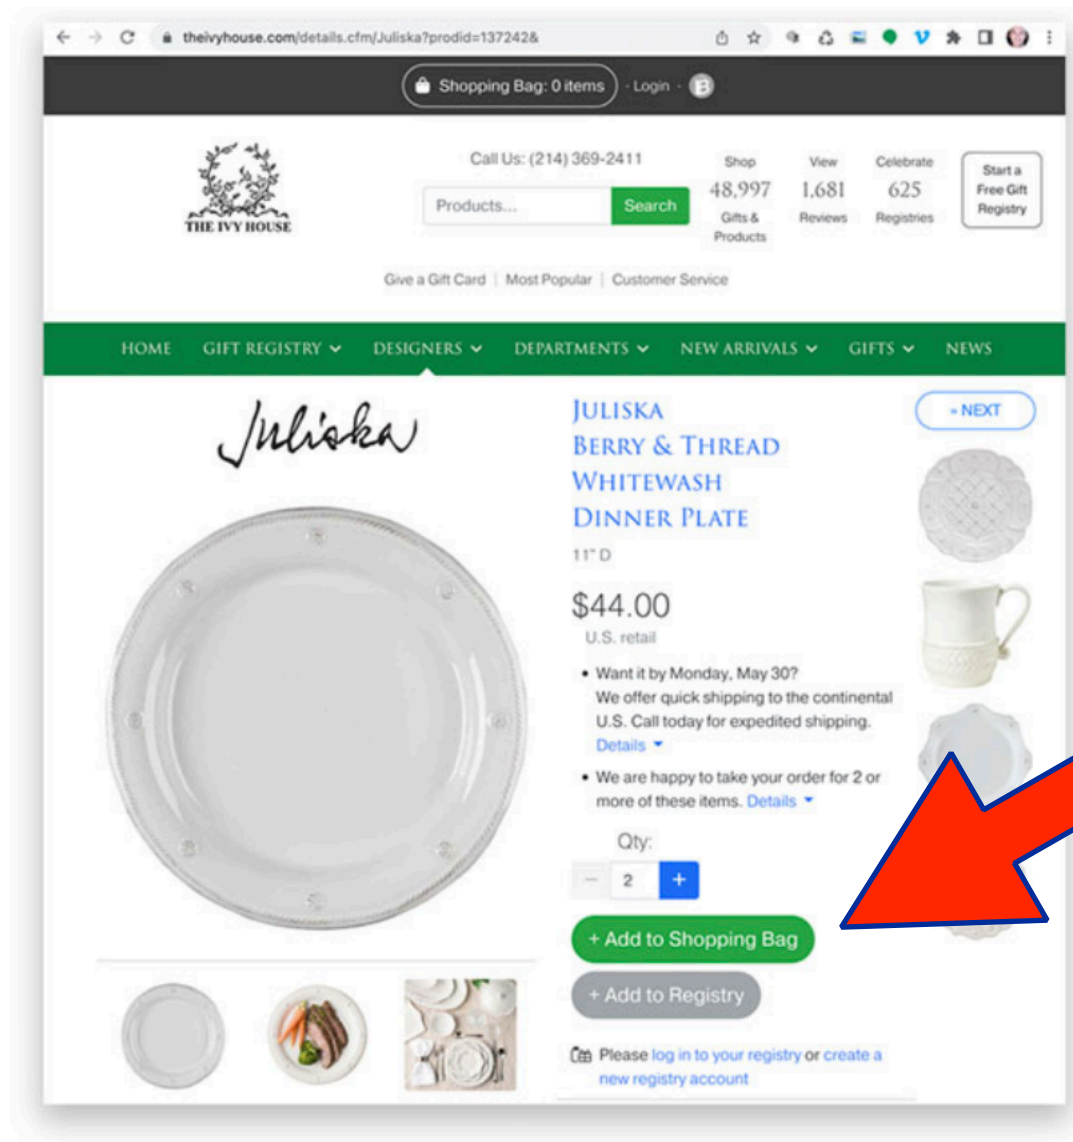 theivyhouse.com/details.cfm/Juliska?prodid=137242&
Shopping Bag: 0 items · Login · B
THE IVY HOUSE
Call Us: (214) 369-2411
Products... Search
Shop
48,997
Gifts &
Products
View
1,681
Reviews
Celebrate
625
Registries
Start a
Free Gift
Registry
Give a Gift Card | Most Popular | Customer Service
HOME GIFT REGISTRY DESIGNERS DEPARTMENTS NEW ARRIVALS GIFTS NEWS
Juliska
JULISKA
BERRY & THREAD
WHITEWASH
DINNER PLATE
11" D
$44.00
U.S. retail
• Want it by Monday, May 30?
We offer quick shipping to the continental
U.S. Call today for expedited shipping.
Details
• We are happy to take your order for 2 or
more of these items. Details
Qty:
− 2 +
+ Add to Shopping Bag
+ Add to Registry
Please log in to your registry or create a
new registry account
» NEXT